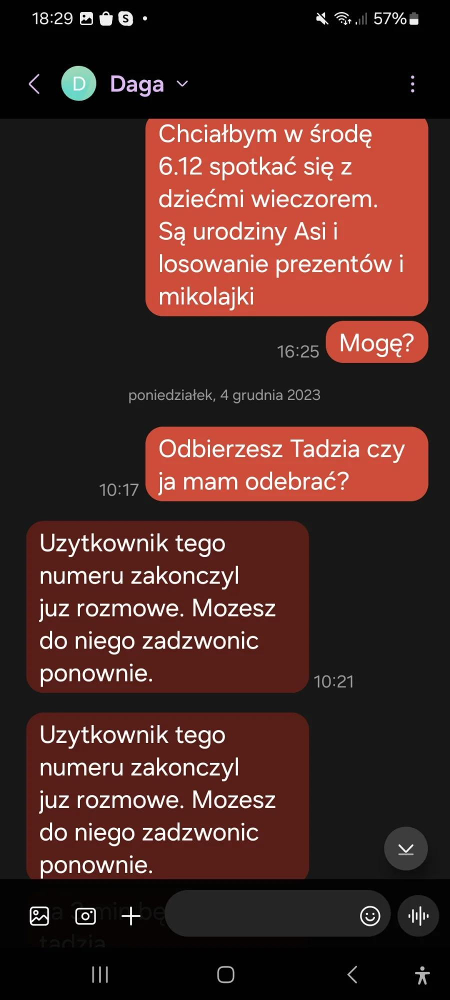 18:29
57%
D Daga
Chciałbym w środę
6.12 spotkać się z
dziećmi wieczorem.
Są urodziny Asi i
losowanie prezentów i
mikolajki
16:25 Mogę?
poniedziałek, 4 grudnia 2023
Odbierzesz Tadzia czy
10:17 ja mam odebrać?
Uzytkownik tego
numeru zakonczyl
juz rozmowe. Mozesz
do niego zadzwonic
ponownie.
10:21
Uzytkownik tego
numeru zakonczyl
juz rozmowe. Mozesz
do niego zadzwonic
ponownie.
3 min
tadzia